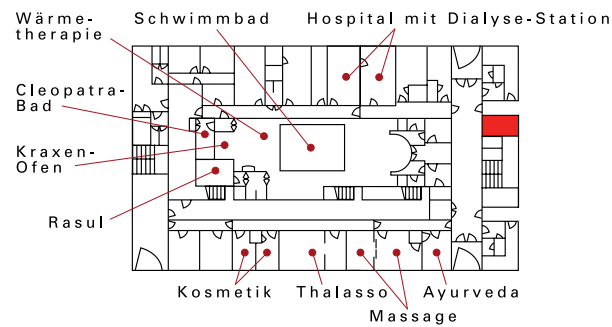 Wärme-
therapie
Schwimmbad
Hospital mit Dialyse-Station
Cleopatra-
Bad
Kraxen-
Ofen
Rasul
Kosmetik
Thalasso
Ayurveda
Massage